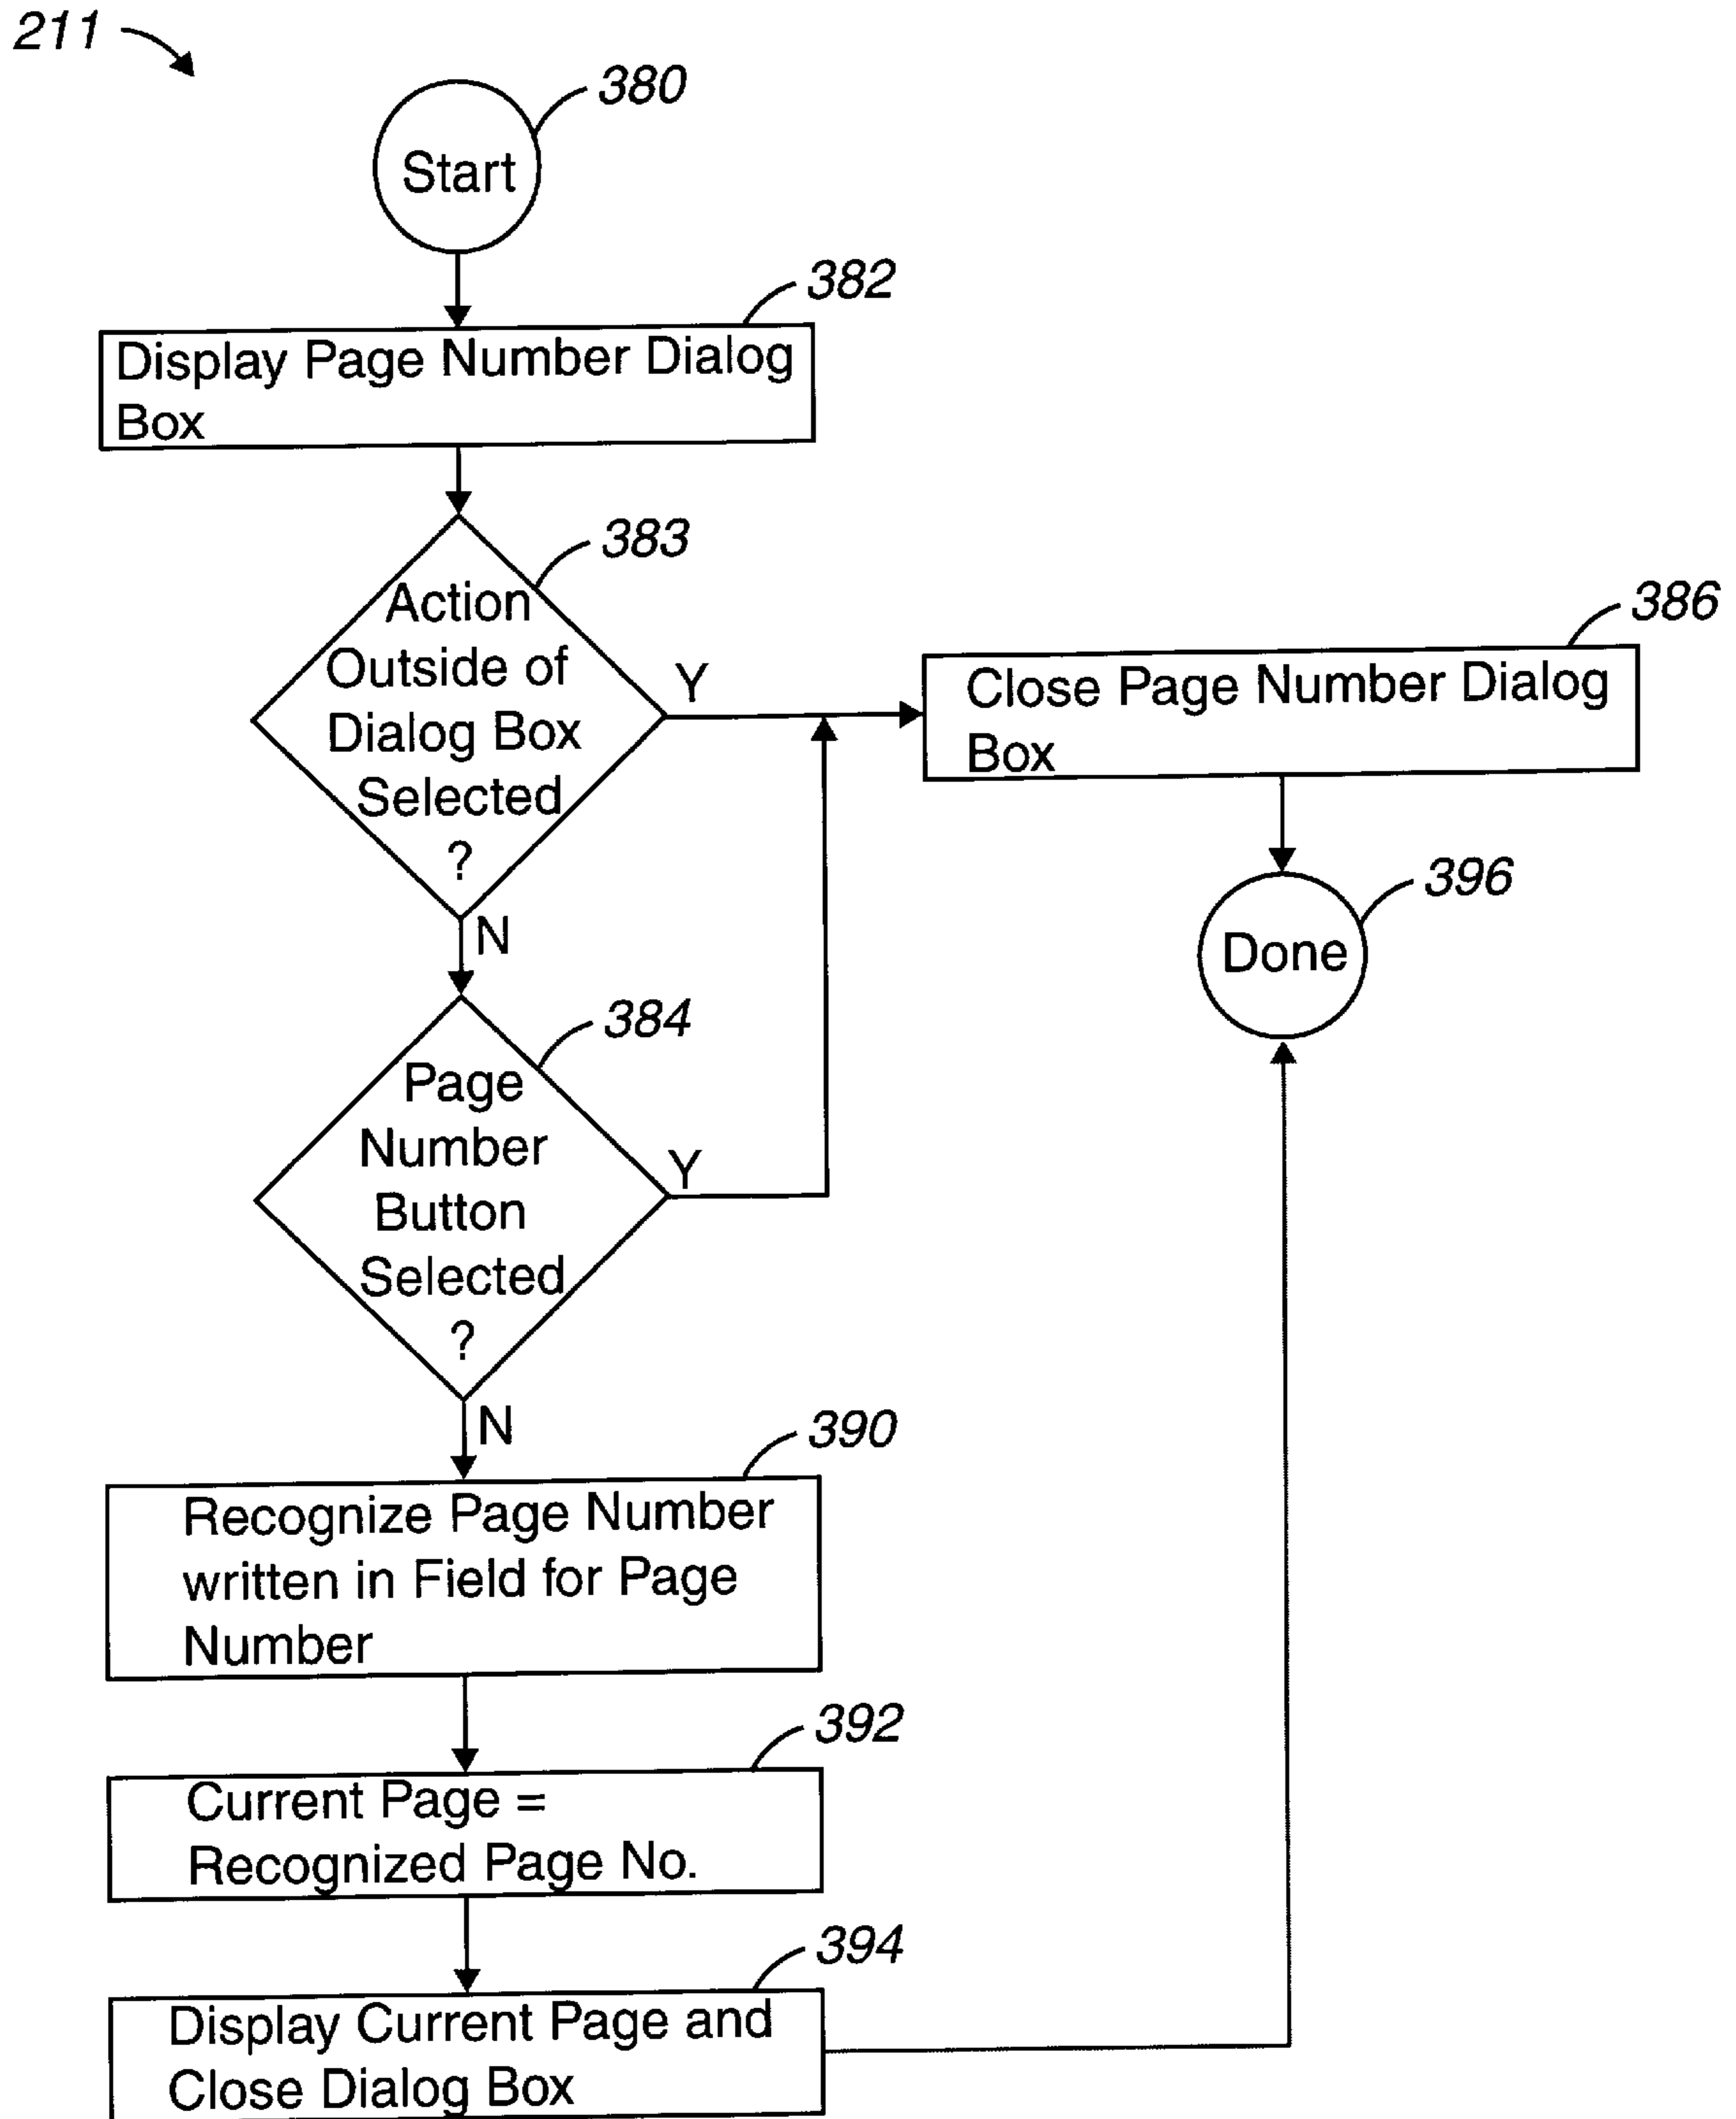 211
380
Start
382
Display Page Number Dialog
Box
383
Action
Outside of
Dialog Box
Selected
?
Y
N
386
Close Page Number Dialog
Box
396
Done
384
Page
Number
Button
Selected
?
Y
N
390
Recognize Page Number
written in Field for Page
Number
392
Current Page =
Recognized Page No.
394
Display Current Page and
Close Dialog Box